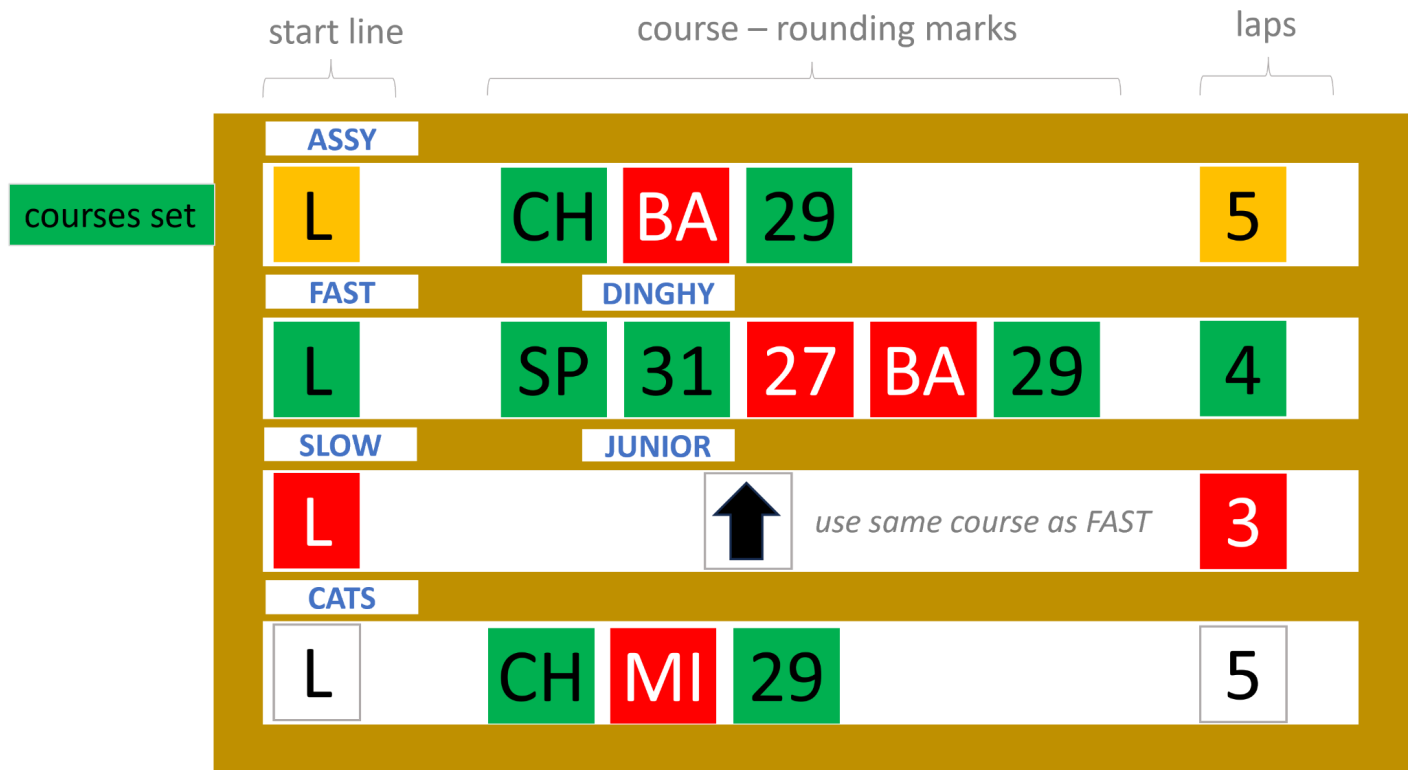 start line course – rounding marks laps
ASSY
courses set L CH BA 29 5
FAST DINGHY
L SP 31 27 BA 29 4
SLOW JUNIOR
L use same course as FAST 3
CATS
L CH MI 29 5